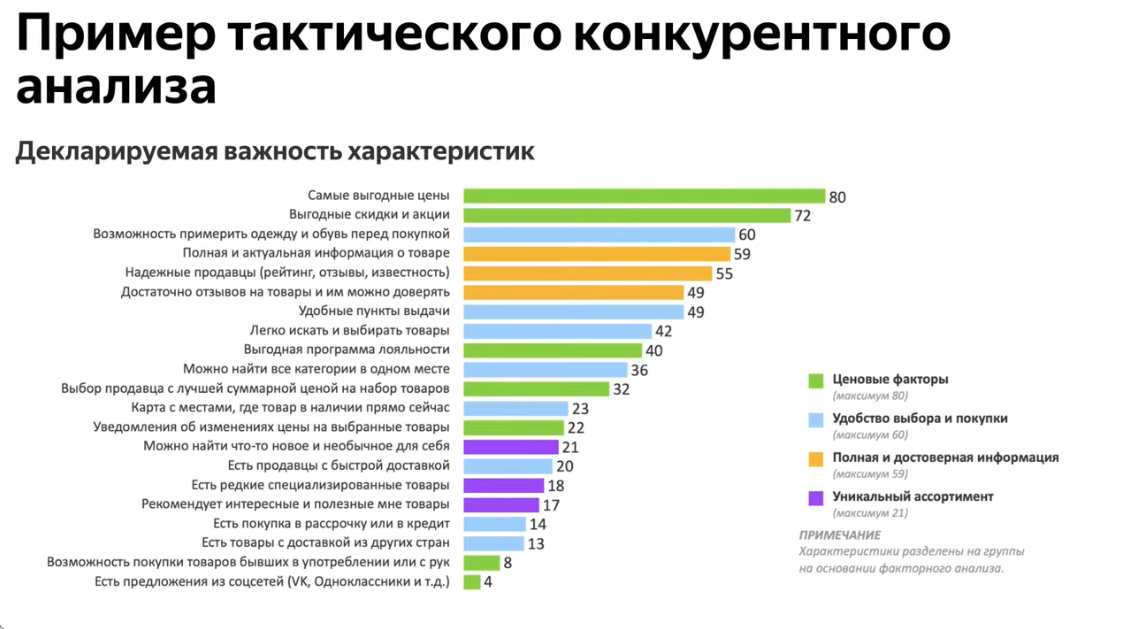 Пример тактического конкурентного
анализа
Декларируемая важность характеристик
Самые выгодные цены 80
Выгодные скидки и акции 72
Возможность примерить одежду и обувь перед покупкой 60
Полная и актуальная информация о товаре 59
Надежные продавцы (рейтинг, отзывы, известность) 55
Достаточно отзывов на товары и им можно доверять 49
Удобные пункты выдачи 49
Легко искать и выбирать товары 42
Выгодная программа лояльности 40
Можно найти все категории в одном месте 36
Выбор продавца с лучшей суммарной ценой на набор товаров 32
Карта с местами, где товар в наличии прямо сейчас 23
Уведомления об изменениях цены на выбранные товары 22
Можно найти что-то новое и необычное для себя 21
Есть продавцы с быстрой доставкой 20
Есть редкие специализированные товары 18
Рекомендует интересные и полезные мне товары 17
Есть покупка в рассрочку или в кредит 14
Есть товары с доставкой из других стран 13
Возможность покупки товаров бывших в употреблении или с рук 8
Есть предложения из соцсетей (VK, Одноклассники и т.д.) 4
Ценовые факторы
(максимум 80)
Удобство выбора и покупки
(максимум 60)
Полная и достоверная информация
(максимум 59)
Уникальный ассортимент
(максимум 21)
ПРИМЕЧАНИЕ
Характеристики разделены на группы
на основании факторного анализа.